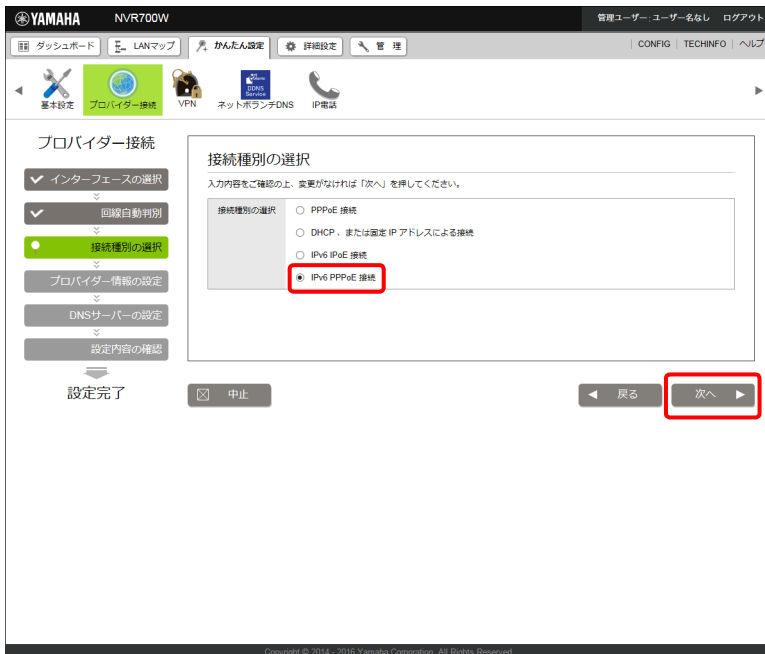 YAMAHA NVR700W 管理ユーザー:ユーザー名なし ログアウト
ダッシュボード LANマップ かんたん設定 詳細設定 管 理 CONFIG TECHINFO ヘルプ
DDNS
Service
基本設定 プロバイダー接続 VPN ネットボランチDNS IP電話
プロバイダー接続
インターフェースの選択
回線自動判別
接続種別の選択
プロバイダー情報の設定
DNSサーバーの設定
設定内容の確認
設定完了
接続種別の選択
入力内容をご確認の上、変更がなければ「次へ」を押してください。
接続種別の選択 PPPoE 接続
DHCP 、または固定 IP アドレスによる接続
IPv6 IPoE 接続
IPv6 PPPoE 接続
中止 戻る 次へ
Copyright © 2014 - 2016 Yamaha Corporation. All Rights Reserved.